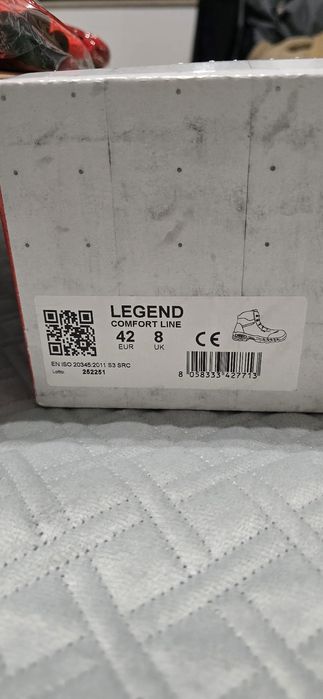 LEGEND
COMFORT LINE
42 8
EUR UK
CE
EN ISO 20345:2011 S3 SRC
Lotto: 252251
8 058333 427713